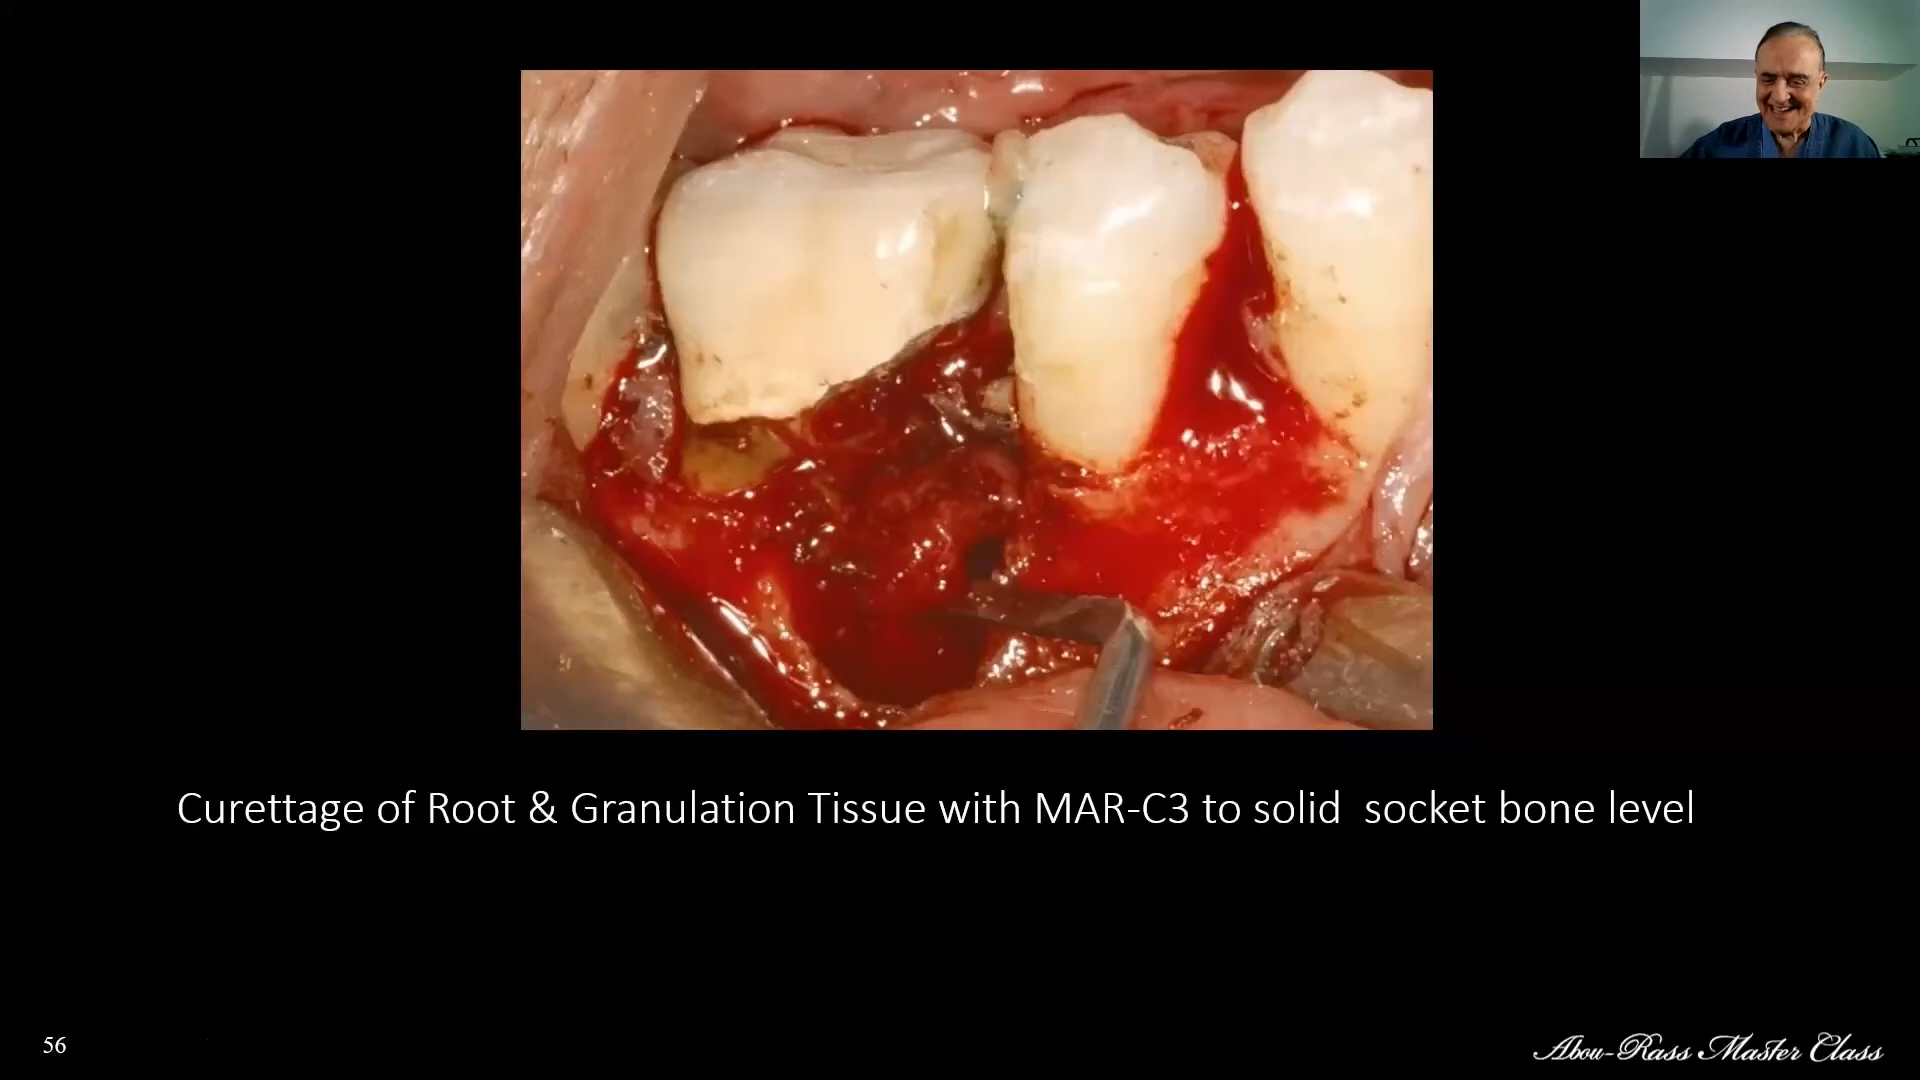 Curettage of Root & Granulation Tissue with MAR-C3 to solid  socket bone level
56
Abou-Rass Master Class